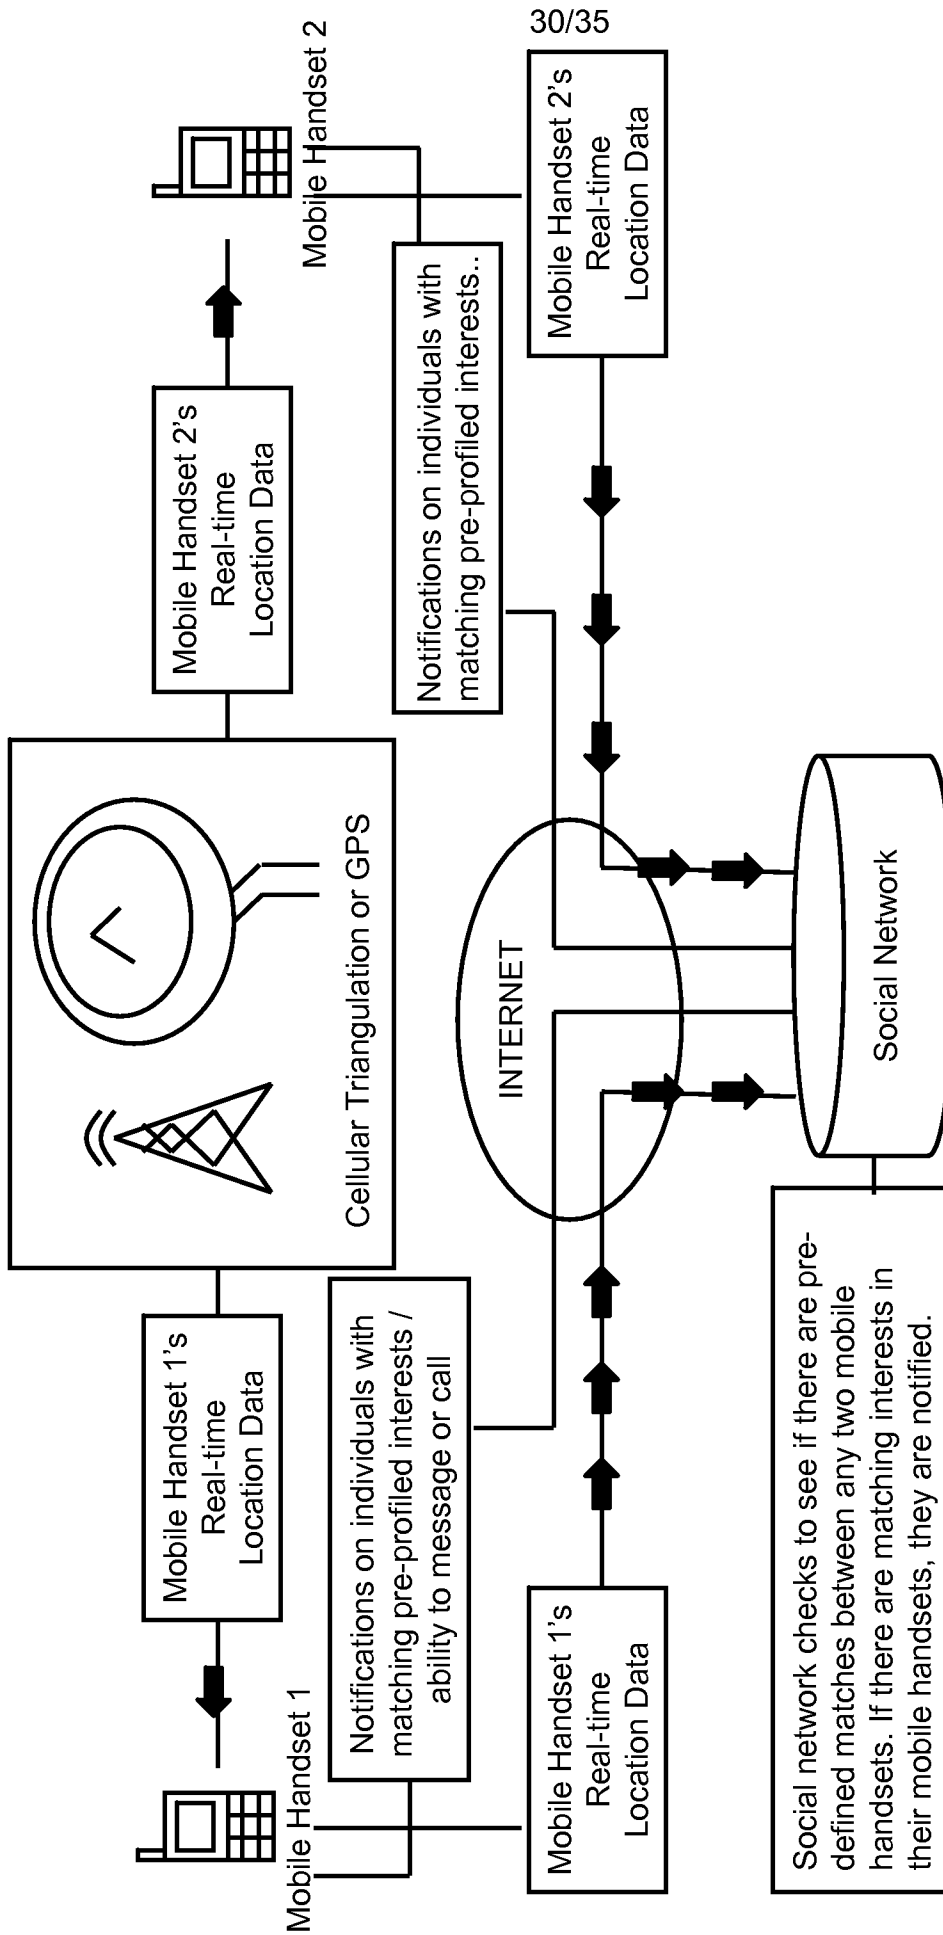 30/35
Cellular Triangulation or GPS
Mobile Handset 1's
Real-time
Location Data
Mobile Handset 2's
Real-time
Location Data
Mobile Handset 1
Mobile Handset 2
Notifications on individuals with
matching pre-profiled interests /
ability to message or call
Notifications on individuals with
matching pre-profiled interests..
INTERNET
Mobile Handset 1's
Real-time
Location Data
Mobile Handset 2's
Real-time
Location Data
Social network checks to see if there are pre-
defined matches between any two mobile
handsets. If there are matching interests in
their mobile handsets, they are notified.
Social Network